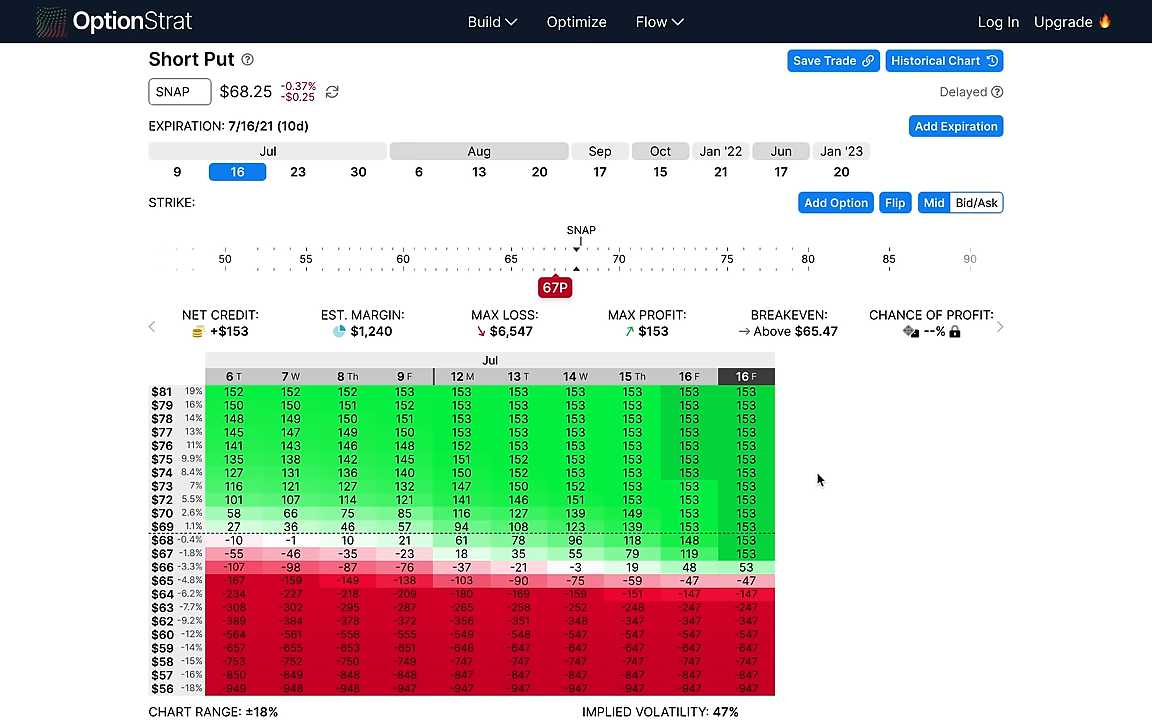 OptionStrat Build Optimize Flow Log In Upgrade 🔥
Short Put Save Trade Historical Chart
SNAP $68.25 -0.37% -$0.25 Delayed
EXPIRATION: 7/16/21 (10d) Add Expiration
Jul Aug Sep Oct Jan '22 Jun Jan '23
9 16 23 30 6 13 20 17 15 21 17 20
STRIKE: Add Option Flip Mid Bid/Ask
SNAP
50 55 60 65 70 75 80 85 90
67P
NET CREDIT: EST. MARGIN: MAX LOSS: MAX PROFIT: BREAKEVEN: CHANCE OF PROFIT:
+$153 $1,240 $6,547 $153 Above $65.47 --%
Jul
6 T 7 W 8 Th 9 F 12 M 13 T 14 W 15 Th 16 F 16 F
$81 19% 152 152 152 153 153 153 153 153 153 153
$79 16% 150 150 151 152 153 153 153 153 153 153
$78 14% 148 149 150 151 153 153 153 153 153 153
$77 13% 145 147 149 150 153 153 153 153 153 153
$76 11% 141 143 146 148 152 153 153 153 153 153
$75 9.9% 135 138 142 145 151 152 153 153 153 153
$74 8.4% 127 131 136 140 150 152 153 153 153 153
$73 7% 116 121 127 132 147 150 152 153 153 153
$72 5.5% 101 107 114 121 141 146 151 153 153 153
$70 2.6% 58 66 75 85 116 127 139 149 153 153
$69 1.1% 27 36 46 57 94 108 123 139 153 153
$68 -0.4% -10 -1 10 21 61 78 96 118 148 153
$67 -1.8% -55 -46 -35 -23 18 35 55 79 119 153
$66 -3.3% -107 -98 -87 -76 -37 -21 -3 19 48 53
$65 -4.8% -167 -159 -149 -138 -103 -90 -75 -59 -47 -47
$64 -6.2% -234 -227 -218 -209 -180 -169 -159 -151 -147 -147
$63 -7.7% -308 -302 -295 -287 -265 -258 -252 -248 -247 -247
$62 -9.2% -389 -384 -378 -372 -356 -351 -348 -347 -347 -347
$60 -12% -564 -561 -558 -555 -549 -548 -547 -547 -547 -547
$59 -14% -657 -655 -653 -651 -648 -647 -647 -647 -647 -647
$58 -15% -753 -752 -750 -749 -747 -747 -747 -747 -747 -747
$57 -16% -850 -849 -848 -848 -847 -847 -847 -847 -847 -847
$56 -18% -949 -948 -948 -947 -947 -947 -947 -947 -947 -947
CHART RANGE: ±18% IMPLIED VOLATILITY: 47%